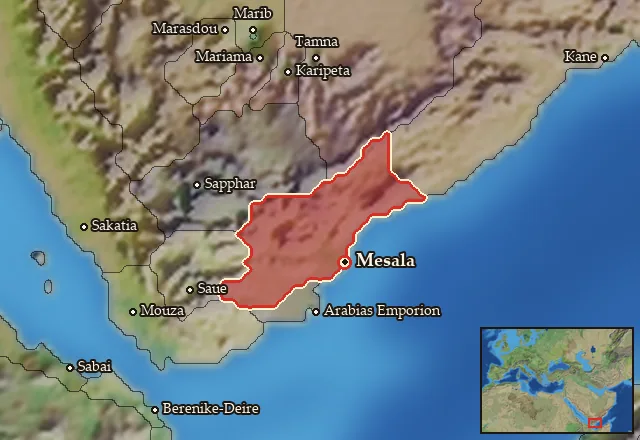 Marib
Marasdou
Tamna
Mariama
Kane
Karipeta
Sapphar
Sakatia
Mesala
Saue
Mouza
Arabias Emporion
Sabai
Berenike-Deire